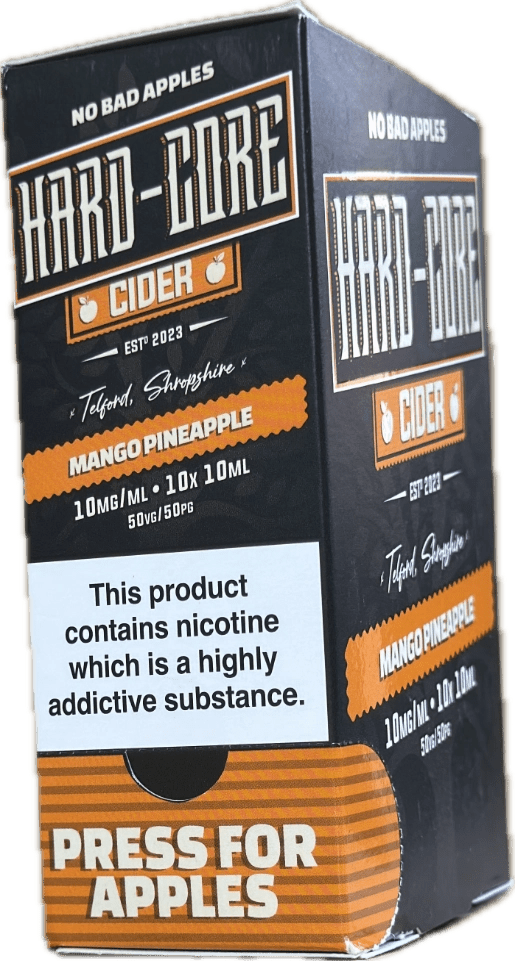 NO BAD APPLES
HARD-CORE
CIDER
ESTD 2023
Telford, Shropshire
MANGO PINEAPPLE
10MG/ML • 10X 10ML
50VG/50PG
This product
contains nicotine
which is a highly
addictive substance.
PRESS FOR
APPLES
NO BAD APPLES
HARD-CORE
CIDER
ESTD 2023
Telford, Shropshire
MANGO PINEAPPLE
10MG/ML • 10X 10ML
50VG/50PG